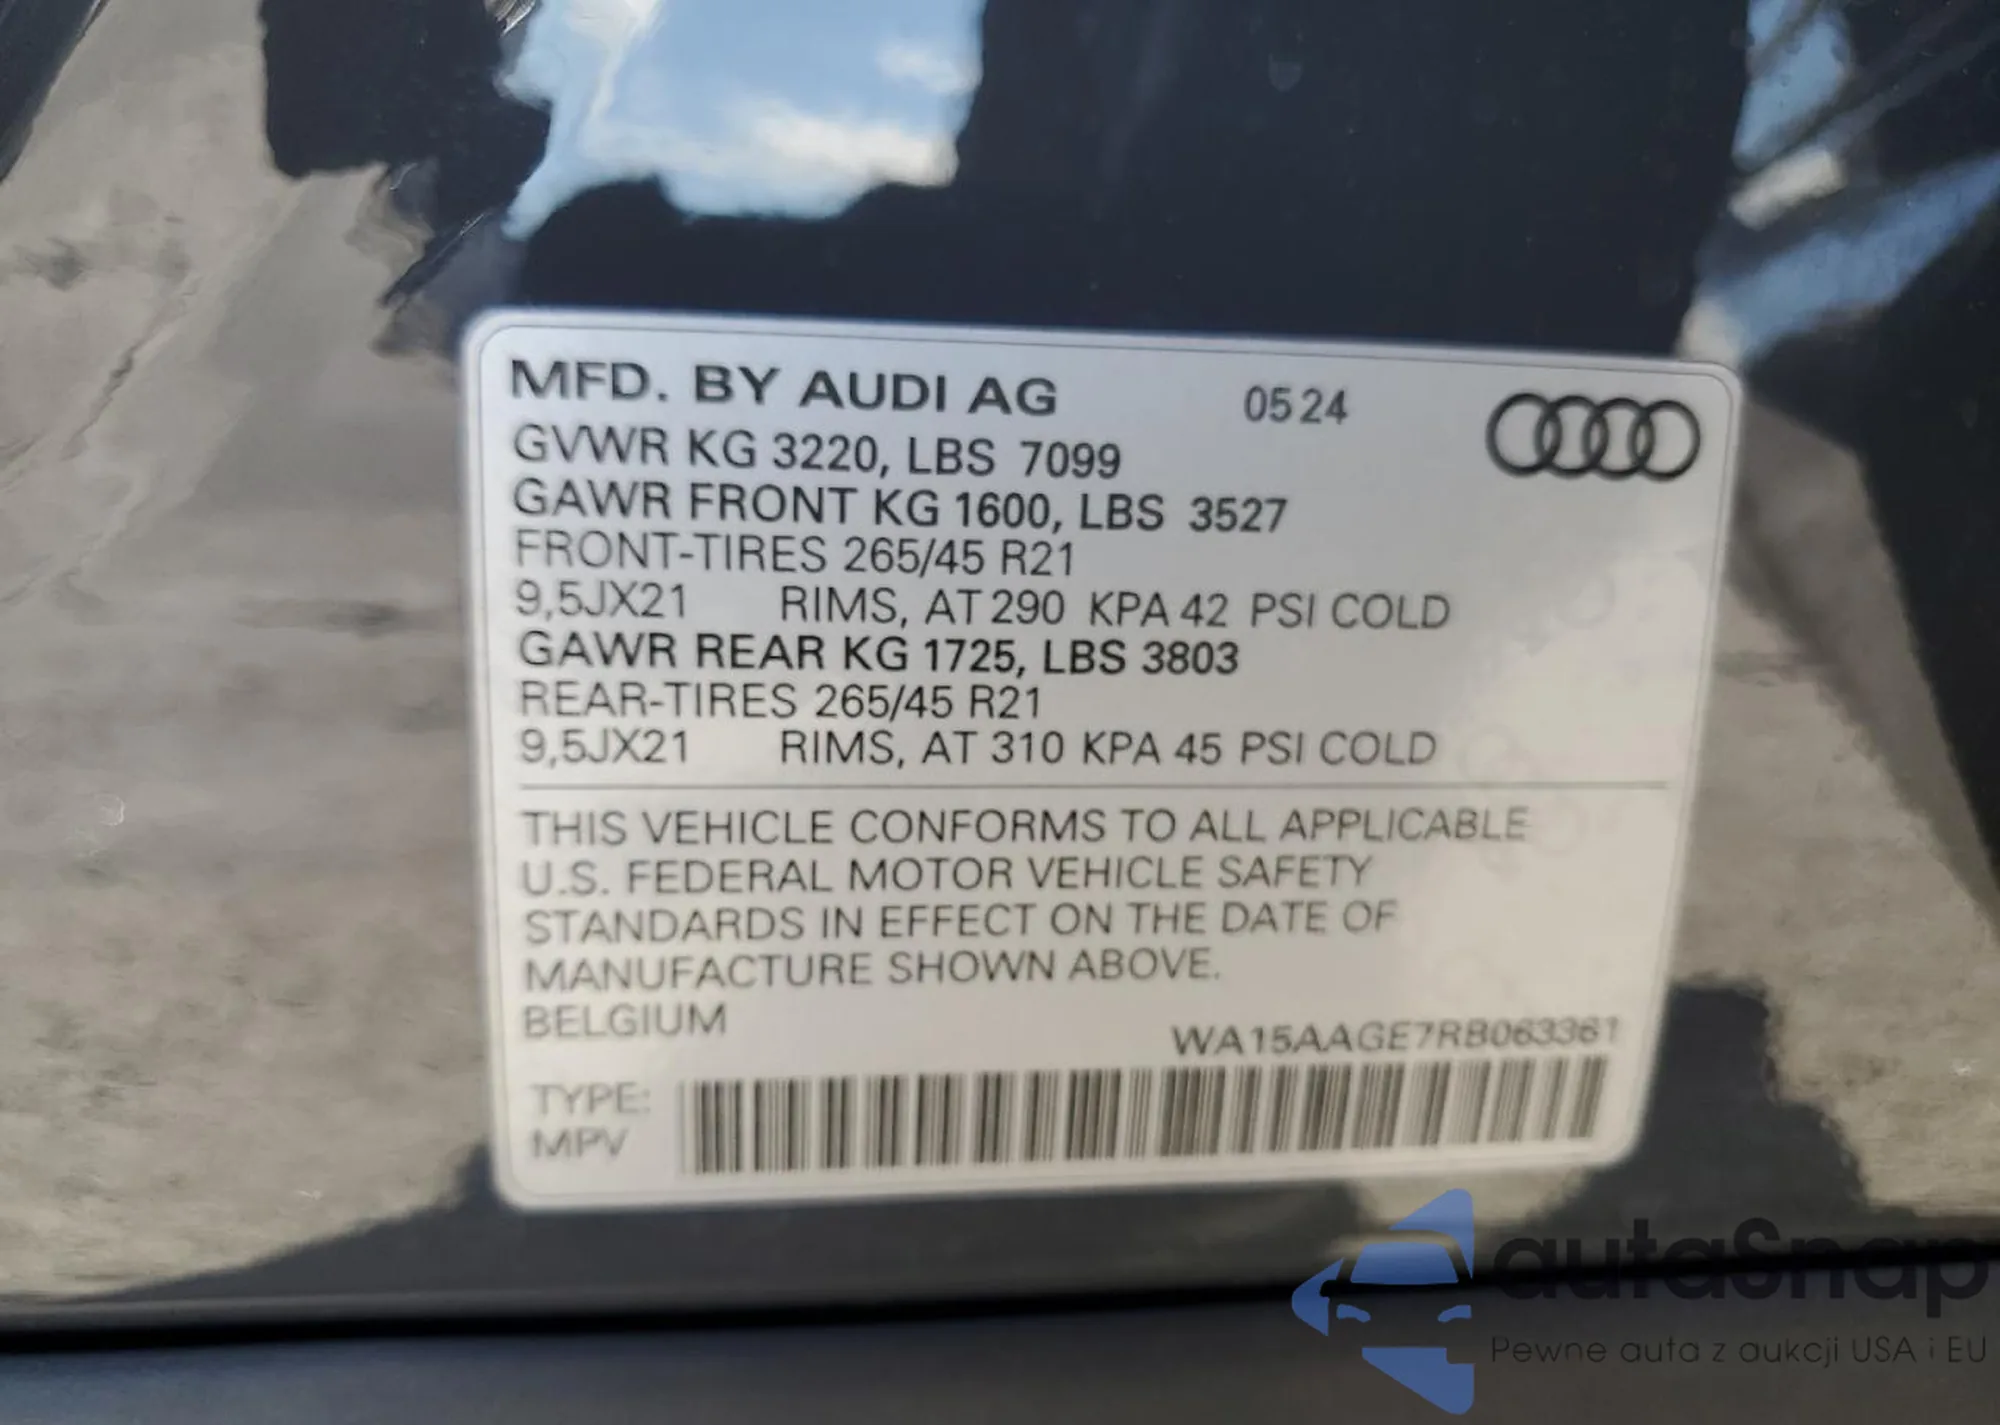 MFD. BY AUDI AG 05 24
GVWR KG 3220, LBS 7099
GAWR FRONT KG 1600, LBS 3527
FRONT-TIRES 265/45 R21
9,5JX21 RIMS, AT 290 KPA 42 PSI COLD
GAWR REAR KG 1725, LBS 3803
REAR-TIRES 265/45 R21
9,5JX21 RIMS, AT 310 KPA 45 PSI COLD
THIS VEHICLE CONFORMS TO ALL APPLICABLE
U.S. FEDERAL MOTOR VEHICLE SAFETY
STANDARDS IN EFFECT ON THE DATE OF
MANUFACTURE SHOWN ABOVE.
BELGIUM
WA15AAGE7RB063361
TYPE:
MPV
autaSnap
Pewne auta z aukcji USA i EU